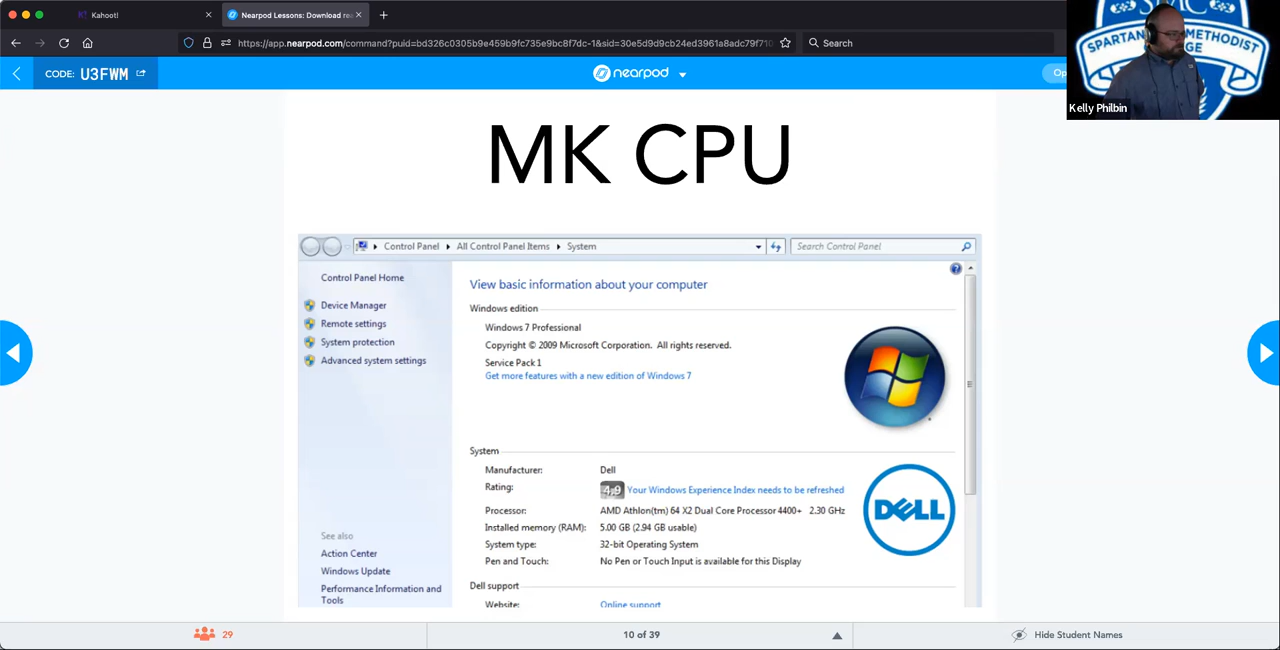 Kahoot!
Nearpod Lessons: Download re
https://app.nearpod.com/command?puid=bd326c0305b9e459b9fc735e9bc8f7dc-1&sid=30e5d9d9cb24ed3961a8adc79f71
Search
CODE: U3FWM
nearpod
Op
SPARTAN METHODIST
Kelly Philbin
MK CPU
Control Panel
All Control Panel Items
System
Search Control Panel
Control Panel Home
Device Manager
Remote settings
System protection
Advanced system settings
See also
Action Center
Windows Update
Performance Information and
Tools
View basic information about your computer
Windows edition
Windows 7 Professional
Copyright © 2009 Microsoft Corporation. All rights reserved.
Service Pack 1
Get more features with a new edition of Windows 7
System
Manufacturer: Dell
Rating: 4.9 Your Windows Experience Index needs to be refreshed
Processor: AMD Athlon(tm) 64 X2 Dual Core Processor 4400+ 2.30 GHz
Installed memory (RAM): 5.00 GB (2.94 GB usable)
System type: 32-bit Operating System
Pen and Touch: No Pen or Touch Input is available for this Display
DELL
Dell support
Website: Online support
29
10 of 39
Hide Student Names